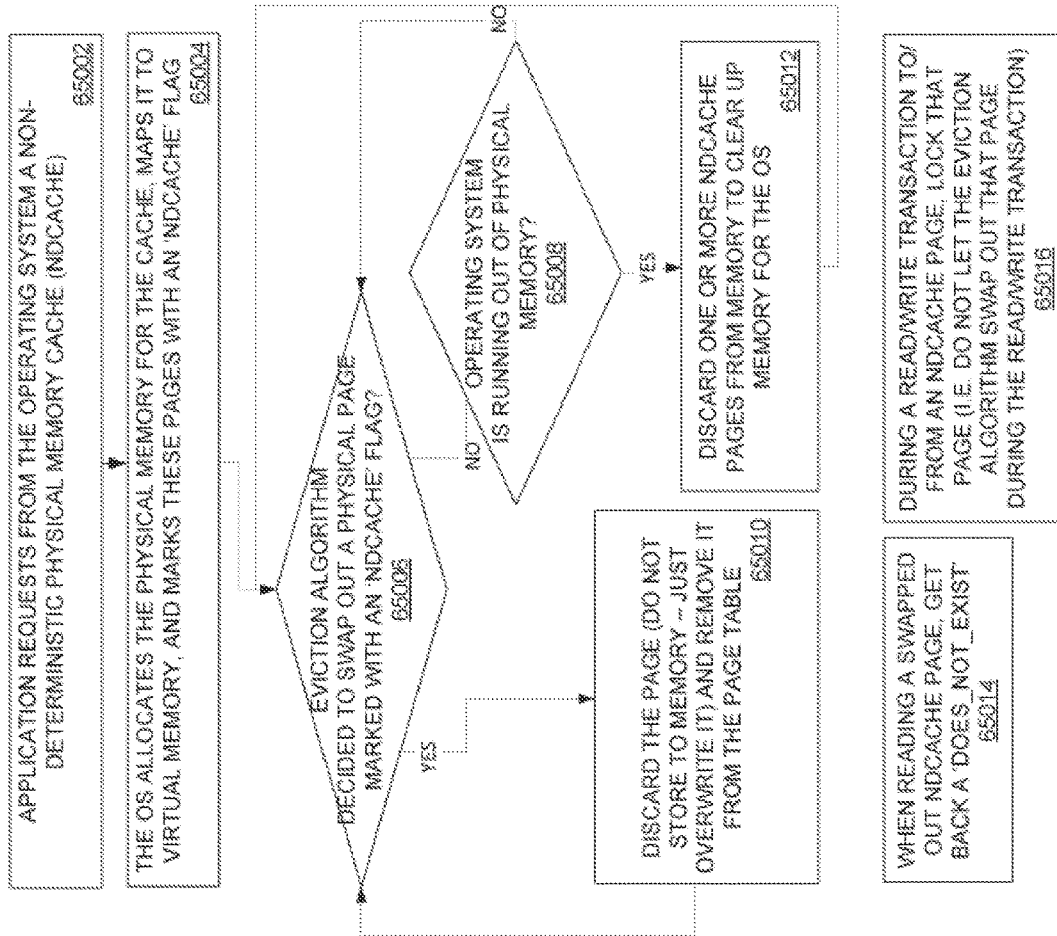 APPLICATION REQUESTS FROM THE OPERATING SYSTEM A NON-
DETERMINISTIC PHYSICAL MEMORY CACHE (NDCACHE)
65002
THE OS ALLOCATES THE PHYSICAL MEMORY FOR THE CACHE, MAPS IT TO
VIRTUAL MEMORY, AND MARKS THESE PAGES WITH AN 'NDCACHE' FLAG
65004
EVICTION ALGORITHM
DECIDED TO SWAP OUT A PHYSICAL PAGE
MARKED WITH AN 'NDCACHE' FLAG?
65006
NO
YES
OPERATING SYSTEM
IS RUNNING OUT OF PHYSICAL
MEMORY?
65008
NO
YES
DISCARD THE PAGE (DO NOT
STORE TO MEMORY – JUST
OVERWRITE IT) AND REMOVE IT
FROM THE PAGE TABLE
65010
DISCARD ONE OR MORE NDCACHE
PAGES FROM MEMORY TO CLEAR UP
MEMORY FOR THE OS
65012
WHEN READING A SWAPPED
OUT NDCACHE PAGE, GET
BACK A 'DOES_NOT_EXIST'
65014
DURING A READ/WRITE TRANSACTION TO/
FROM AN NDCACHE PAGE, LOCK THAT
PAGE (I.E. DO NOT LET THE EVICTION
ALGORITHM SWAP OUT THAT PAGE
DURING THE READ/WRITE TRANSACTION)
65016